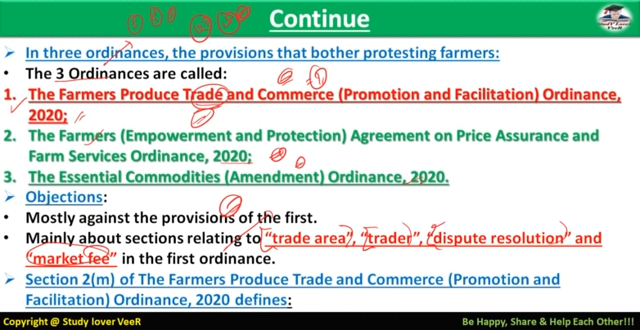 Continue
STUDY LOVER VEER
➢ In three ordinances, the provisions that bother protesting farmers:
• The 3 Ordinances are called:
1. The Farmers Produce Trade and Commerce (Promotion and Facilitation) Ordinance,
2020;
2. The Farmers (Empowerment and Protection) Agreement on Price Assurance and
Farm Services Ordinance, 2020;
3. The Essential Commodities (Amendment) Ordinance, 2020.
➢ Objections:
• Mostly against the provisions of the first.
• Mainly about sections relating to "trade area", "trader", "dispute resolution" and
"market fee" in the first ordinance.
➢ Section 2(m) of The Farmers Produce Trade and Commerce (Promotion and
Facilitation) Ordinance, 2020 defines:
Copyright @ Study lover VeeR
Be Happy, Share & Help Each Other!!!